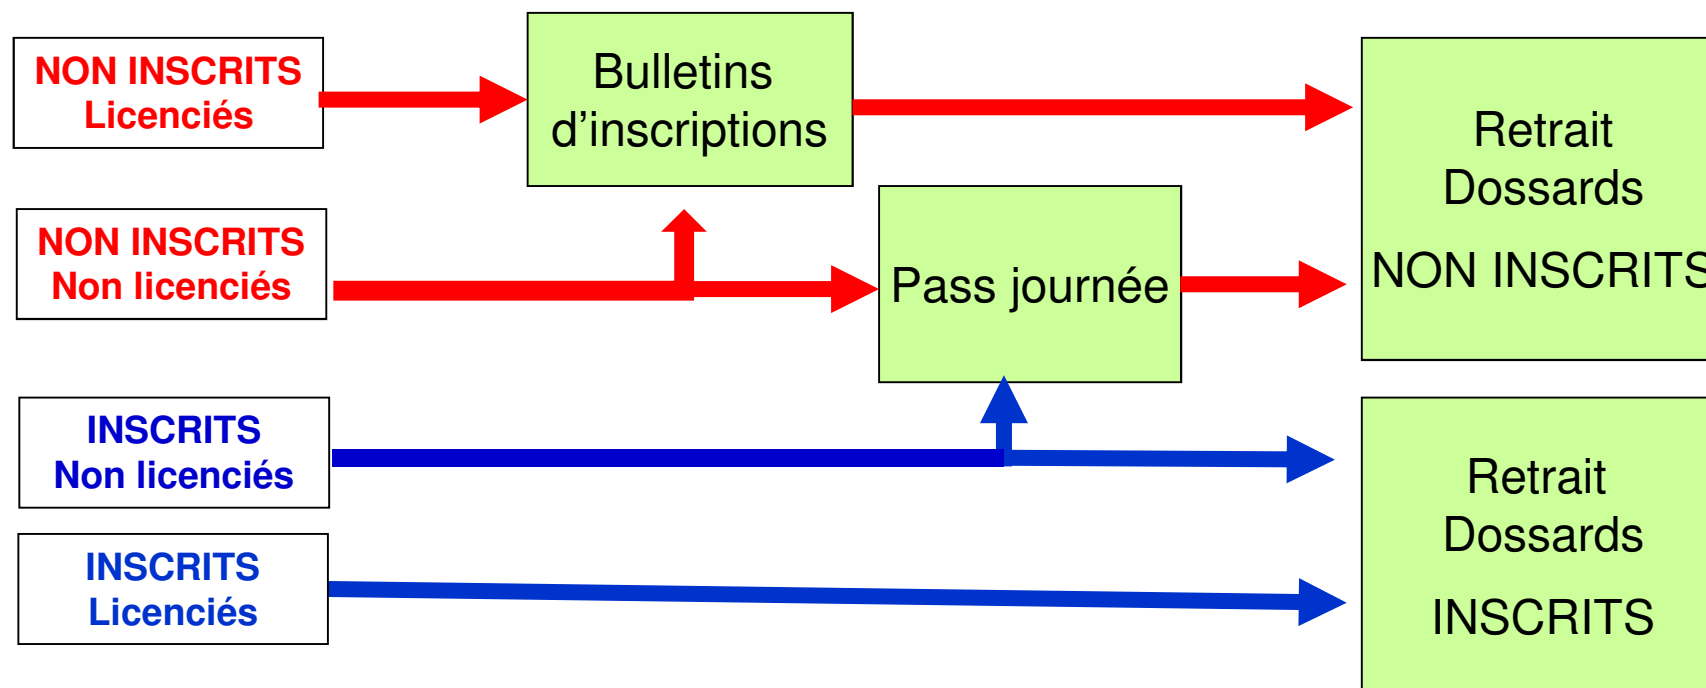 NON INSCRITS
Licenciés
Bulletins
d'inscriptions
Retrait
Dossards
NON INSCRITS
NON INSCRITS
Non licenciés
Pass journée
INSCRITS
Non licenciés
Retrait
Dossards
INSCRITS
INSCRITS
Licenciés